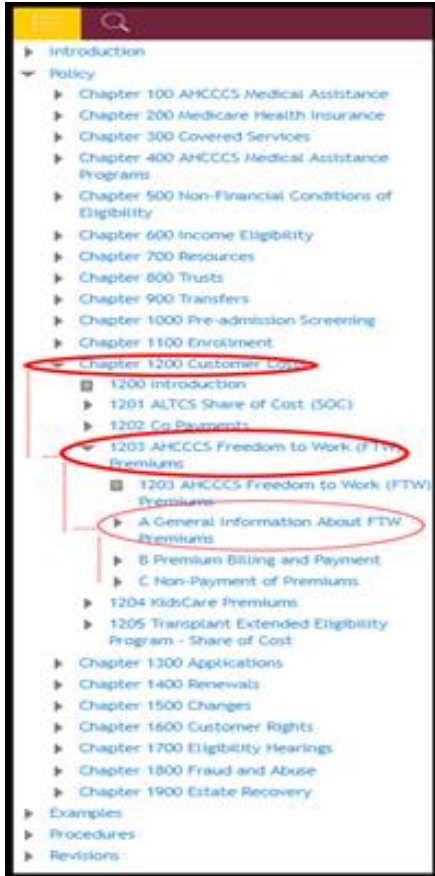 Introduction
Policy
Chapter 100 AHCCCS Medical Assistance
Chapter 200 Medicare Health Insurance
Chapter 300 Covered Services
Chapter 400 AHCCCS Medical Assistance
Programs
Chapter 500 Non-Financial Conditions of
Eligibility
Chapter 600 Income Eligibility
Chapter 700 Resources
Chapter 800 Trusts
Chapter 900 Transfers
Chapter 1000 Pre-admission Screening
Chapter 1100 Enrollment
Chapter 1200 Customer Costs
1200 Introduction
1201 ALTCS Share of Cost (SOC)
1202 Co Payments
1203 AHCCCS Freedom to Work (FTW)
Premiums
1203 AHCCCS Freedom to Work (FTW)
Premiums
A General Information About FTW
Premiums
B Premium Billing and Payment
C Non-Payment of Premiums
1204 KidsCare Premiums
1205 Transplant Extended Eligibility
Program - Share of Cost
Chapter 1300 Applications
Chapter 1400 Renewals
Chapter 1500 Changes
Chapter 1600 Customer Rights
Chapter 1700 Eligibility Hearings
Chapter 1800 Fraud and Abuse
Chapter 1900 Estate Recovery
Examples
Procedures
Revisions